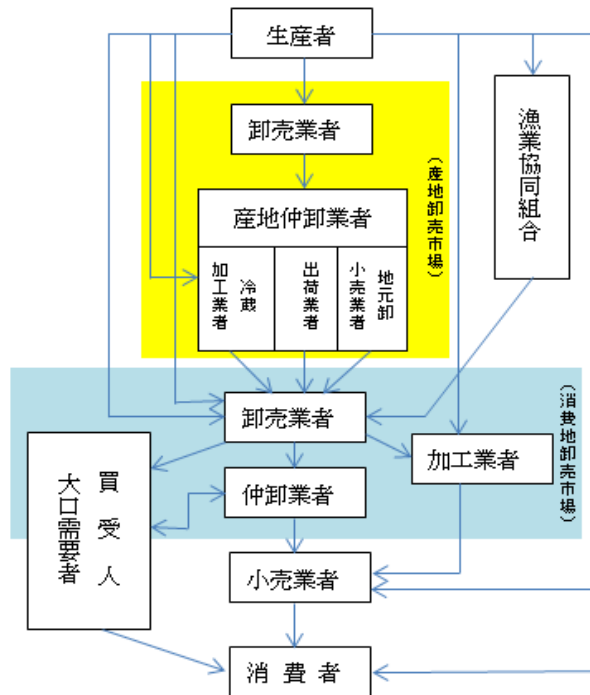 生産者
卸売業者
(産地卸売市場)
漁業協同組合
産地仲卸業者
冷蔵
加工業者
出荷業者
地元卸
小売業者
(消費地卸売市場)
卸売業者
買受人
大口需要者
加工業者
仲卸業者
小売業者
消費者